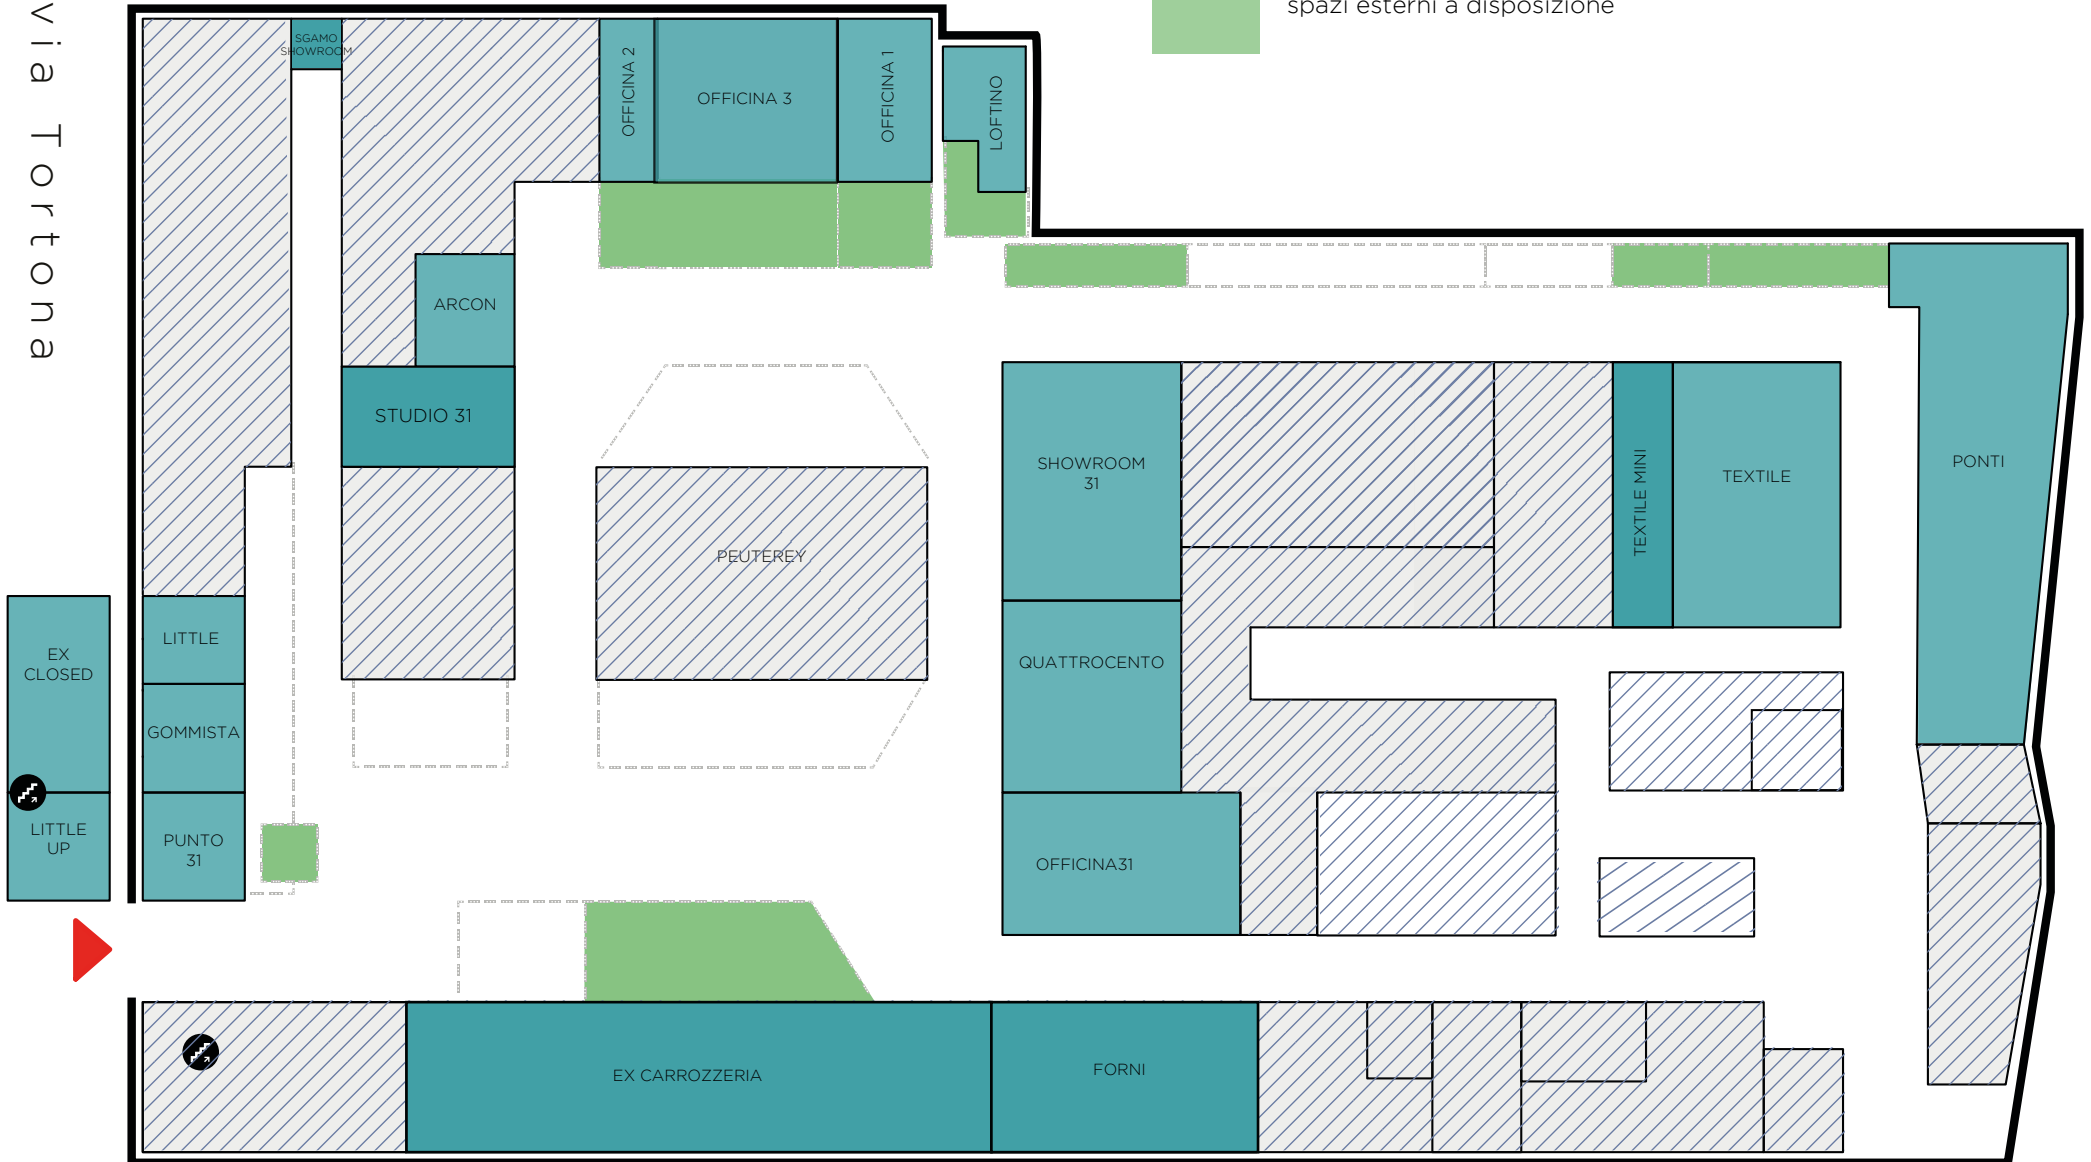 spazi esterni a disposizione
via Tortona
SGAMO
SHOWROOM
OFFICINA 2
OFFICINA 3
OFFICINA 1
LOFTINO
ARCON
STUDIO 31
PEUTEREY
SHOWROOM
31
TEXTILE MINI
TEXTILE
PONTI
EX
CLOSED
LITTLE
GOMMISTA
QUATTROCENTO
LITTLE
UP
PUNTO
31
OFFICINA31
EX CARROZZERIA
FORNI